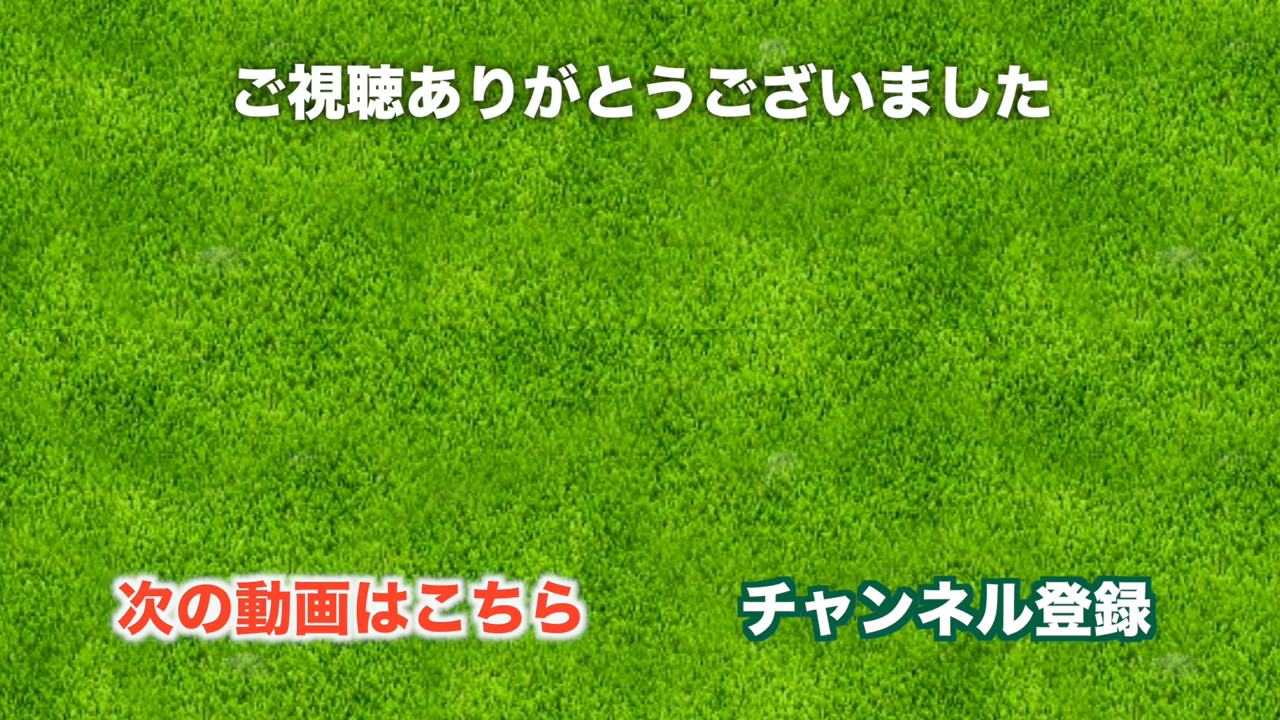 ご視聴ありがとうございました
次の動画はこちら
チャンネル登録